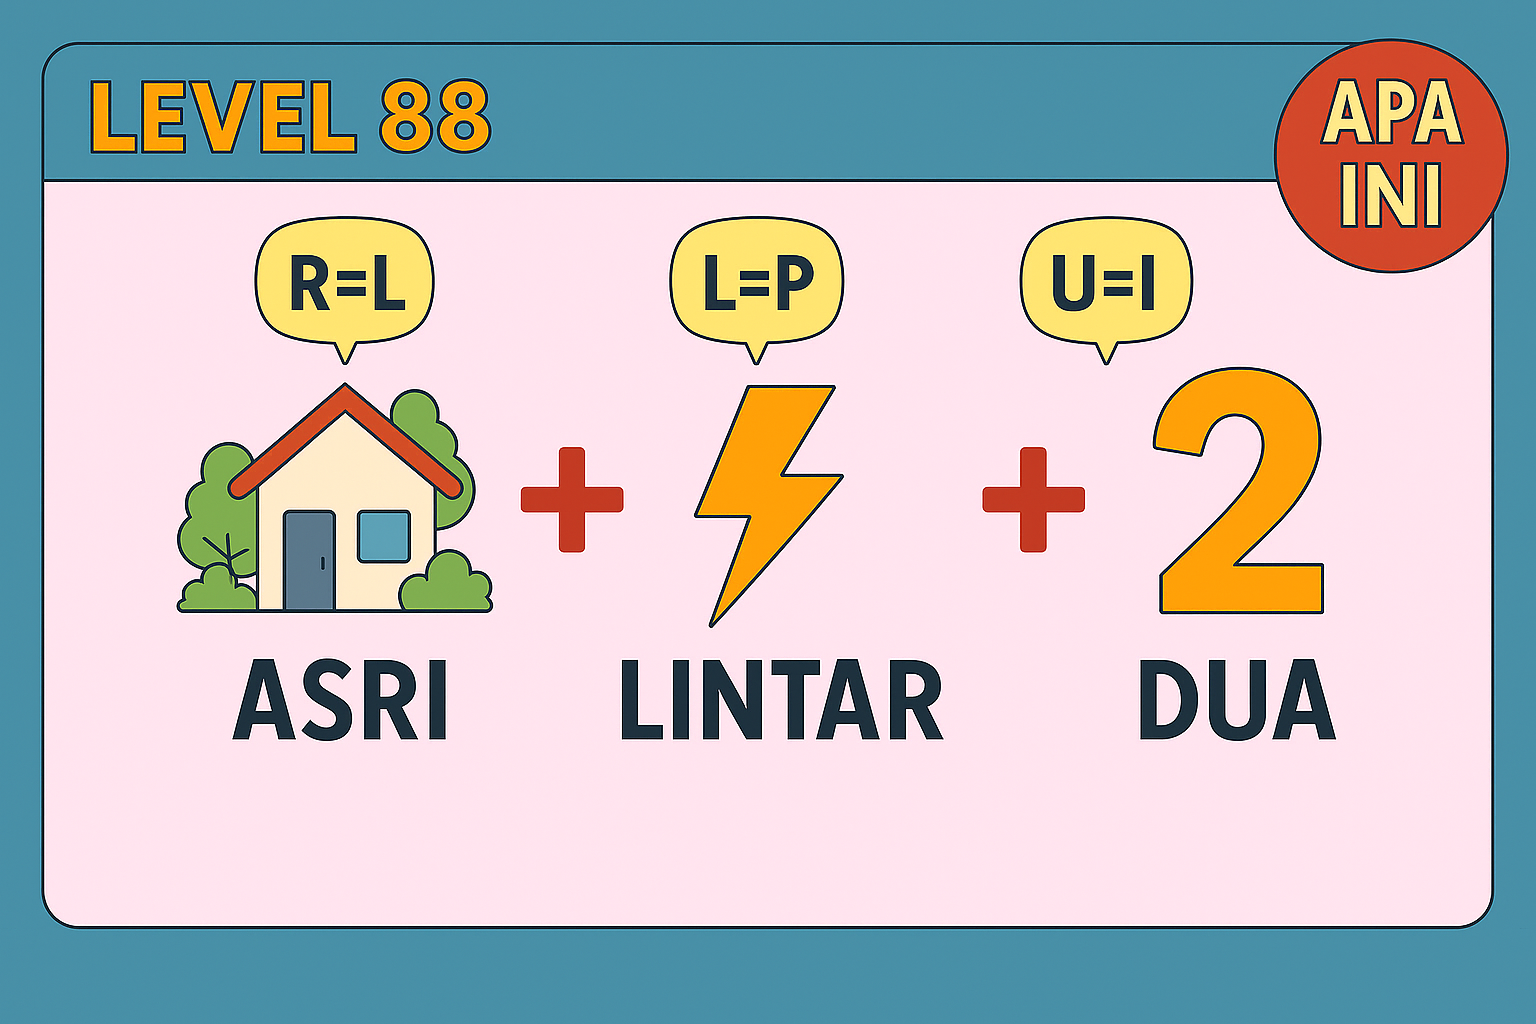 LEVEL 88
APA
INI
R=L
L=P
U=I
ASRI
LINTAR
2
DUA